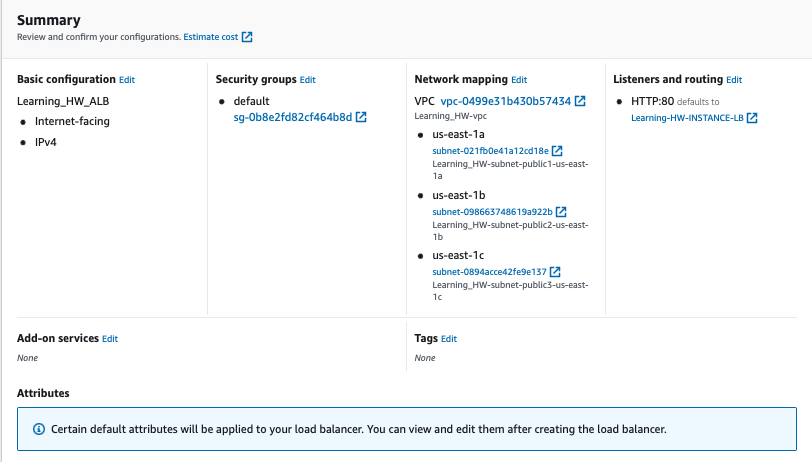 Summary
Review and confirm your configurations. Estimate cost
Basic configuration Edit
Learning_HW_ALB
Internet-facing
IPv4
Security groups Edit
default
sg-0b8e2fd82cf464b8d
Network mapping Edit
VPC vpc-0499e31b430b57434
Learning_HW-vpc
us-east-1a
subnet-021fb0e41a12cd18e
Learning_HW-subnet-public1-us-east-
1a
us-east-1b
subnet-098663748619a922b
Learning_HW-subnet-public2-us-east-
1b
us-east-1c
subnet-0894acce42fe9e137
Learning_HW-subnet-public3-us-east-
1c
Listeners and routing Edit
HTTP:80 defaults to
Learning-HW-INSTANCE-LB
Add-on services Edit
None
Tags Edit
None
Attributes
Certain default attributes will be applied to your load balancer. You can view and edit them after creating the load balancer.